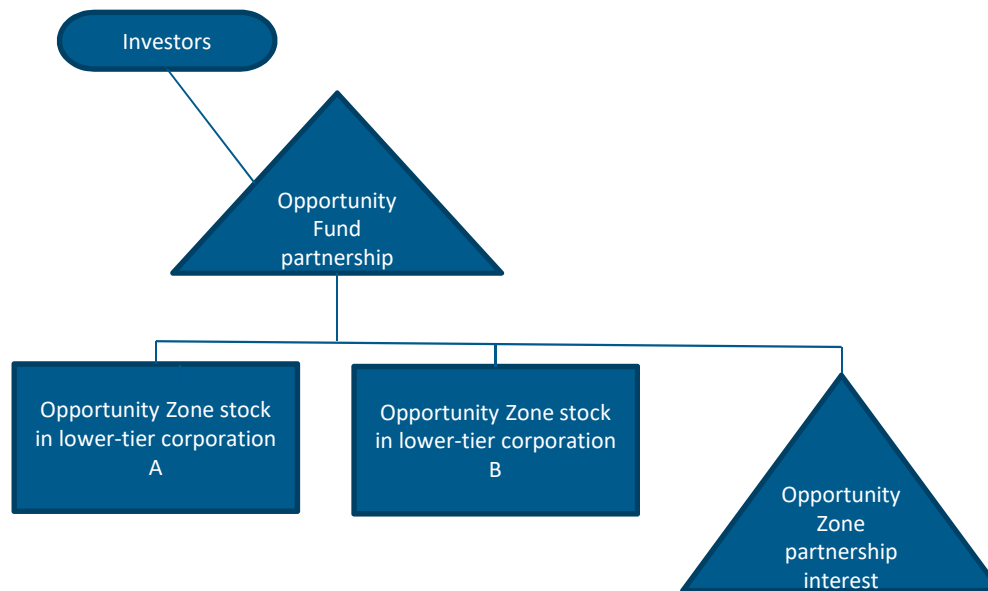 Investors
Opportunity
Fund
partnership
Opportunity Zone stock
in lower-tier corporation
A
Opportunity Zone stock
in lower-tier corporation
B
Opportunity
Zone
partnership
interest